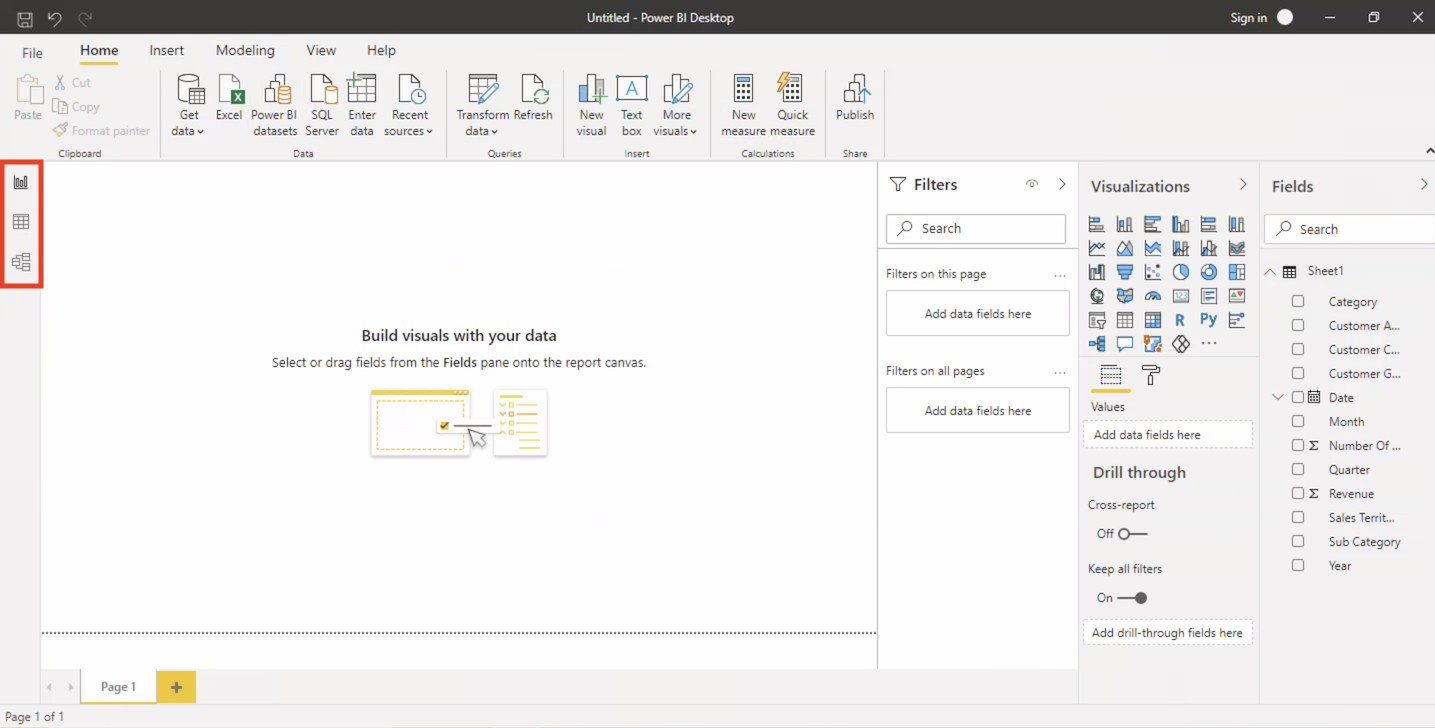 Untitled - Power BI Desktop
Sign in
File
Home
Insert
Modeling
View
Help
Paste
Cut
Copy
Format painter
Clipboard
Get data
Excel
Power BI datasets
SQL Server
Enter data
Recent sources
Data
Transform data
Refresh
Queries
New visual
Text box
More visuals
Insert
New measure
Quick measure
Calculations
Publish
Share
Build visuals with your data
Select or drag fields from the Fields pane onto the report canvas.
Filters
Search
Filters on this page
...
Add data fields here
Filters on all pages
...
Add data fields here
Visualizations
123
R
Py
...
Values
Add data fields here
Drill through
Cross-report
Off
Keep all filters
On
Add drill-through fields here
Fields
Search
Sheet1
Category
Customer A...
Customer C...
Customer G...
Date
Month
Σ Number Of ...
Quarter
Σ Revenue
Sales Territ...
Sub Category
Year
Page 1
+
Page 1 of 1